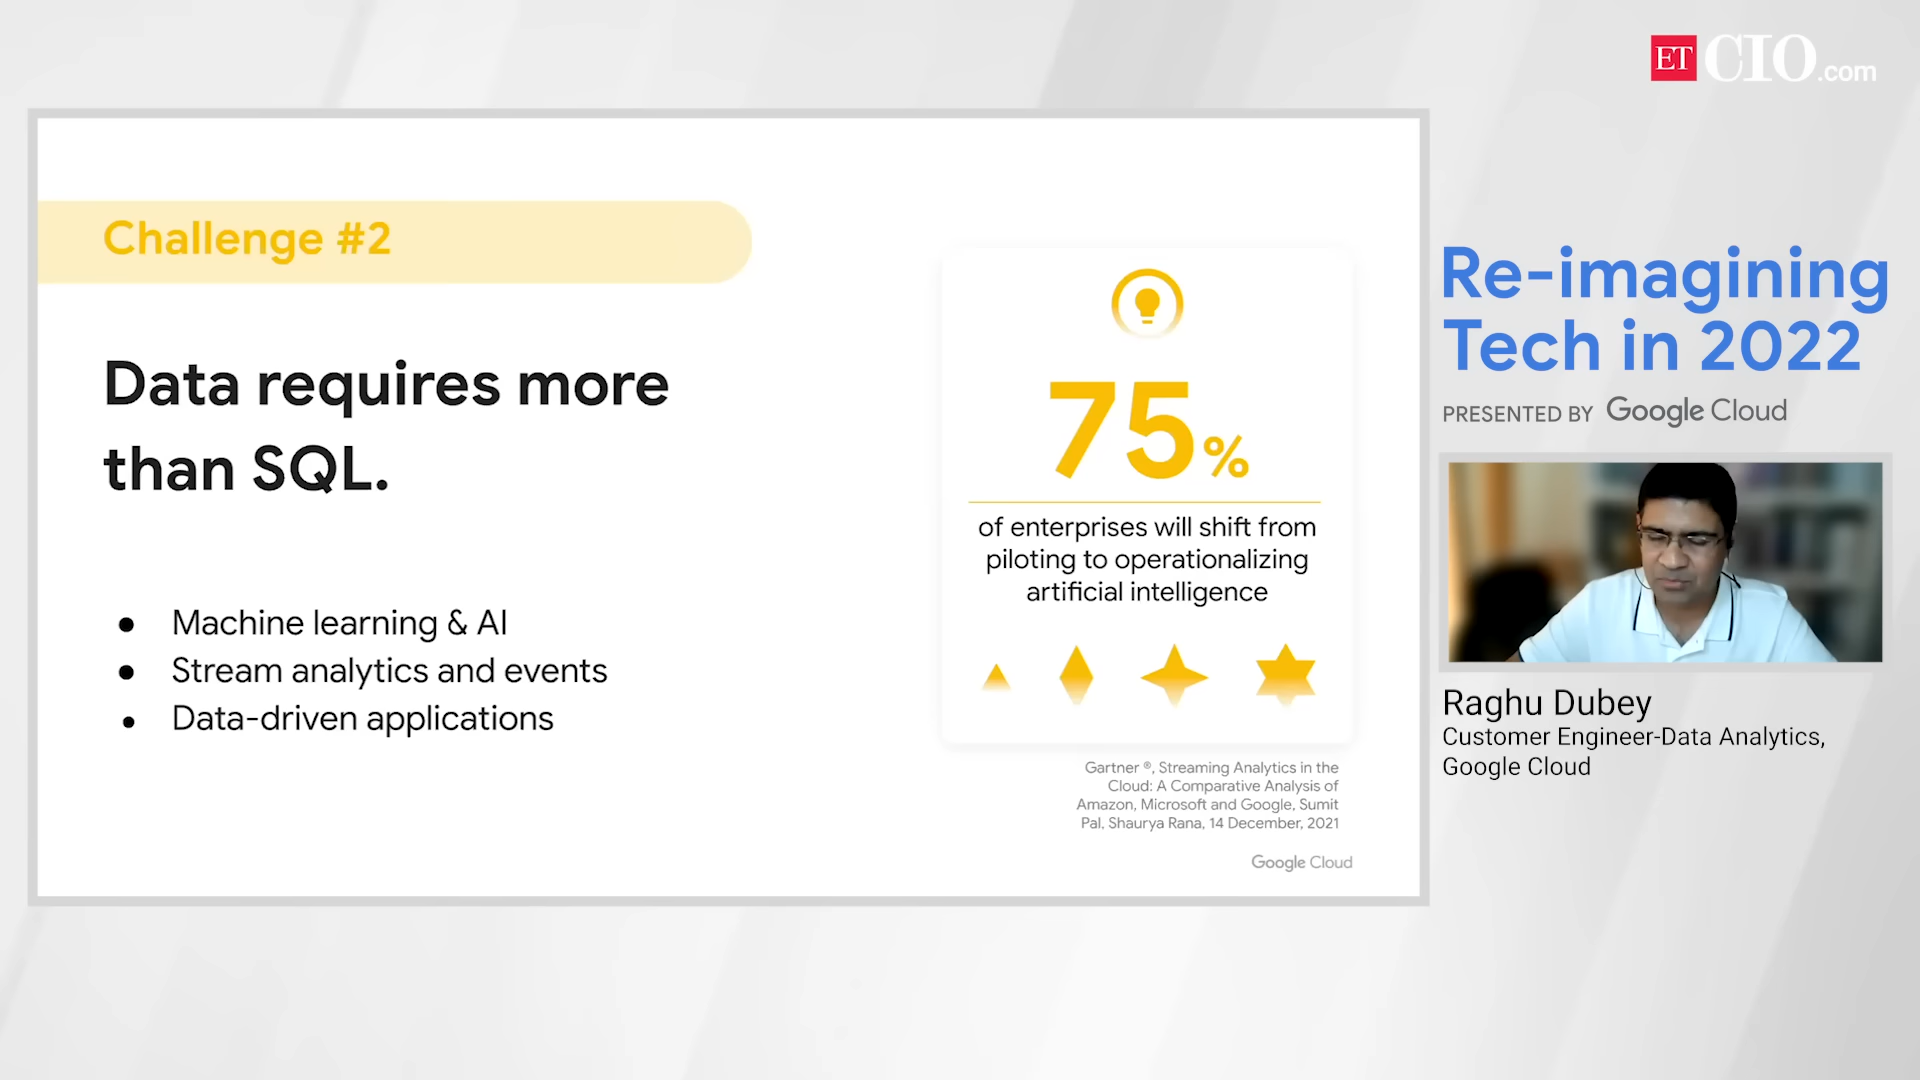 ET CIO.com
Challenge #2
Data requires more
than SQL.
● Machine learning & AI
● Stream analytics and events
● Data-driven applications
75%
of enterprises will shift from
piloting to operationalizing
artificial intelligence
Gartner ®, Streaming Analytics in the
Cloud: A Comparative Analysis of
Amazon, Microsoft and Google, Sumit
Pal, Shaurya Rana, 14 December, 2021
Google Cloud
Re-imagining
Tech in 2022
PRESENTED BY Google Cloud
Raghu Dubey
Customer Engineer-Data Analytics,
Google Cloud